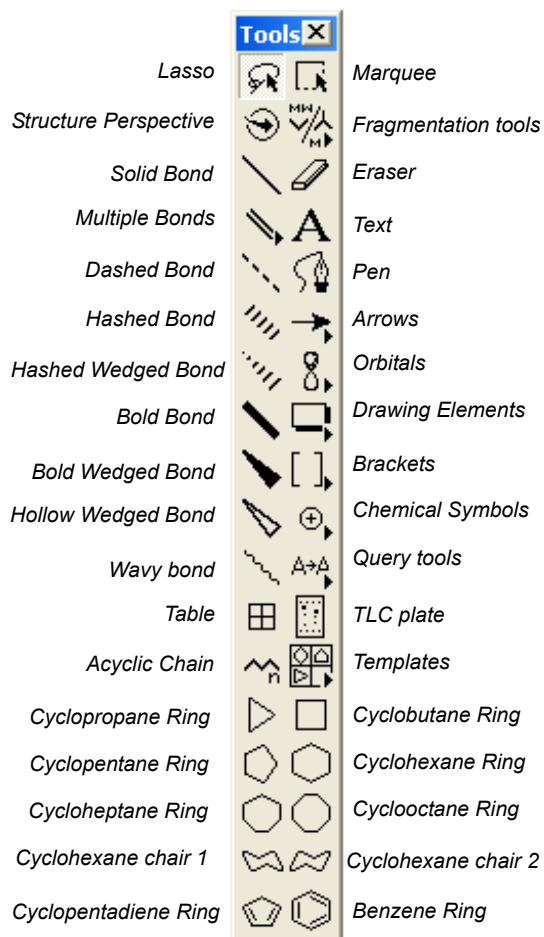 Tools
Lasso Marquee
Structure Perspective MW M Fragmentation tools
Solid Bond Eraser
Multiple Bonds A Text
Dashed Bond Pen
Hashed Bond Arrows
Hashed Wedged Bond Orbitals
Bold Bond Drawing Elements
Bold Wedged Bond [ ] Brackets
Hollow Wedged Bond Chemical Symbols
Wavy bond A→A Query tools
Table TLC plate
Acyclic Chain n Templates
Cyclopropane Ring Cyclobutane Ring
Cyclopentane Ring Cyclohexane Ring
Cycloheptane Ring Cyclooctane Ring
Cyclohexane chair 1 Cyclohexane chair 2
Cyclopentadiene Ring Benzene Ring